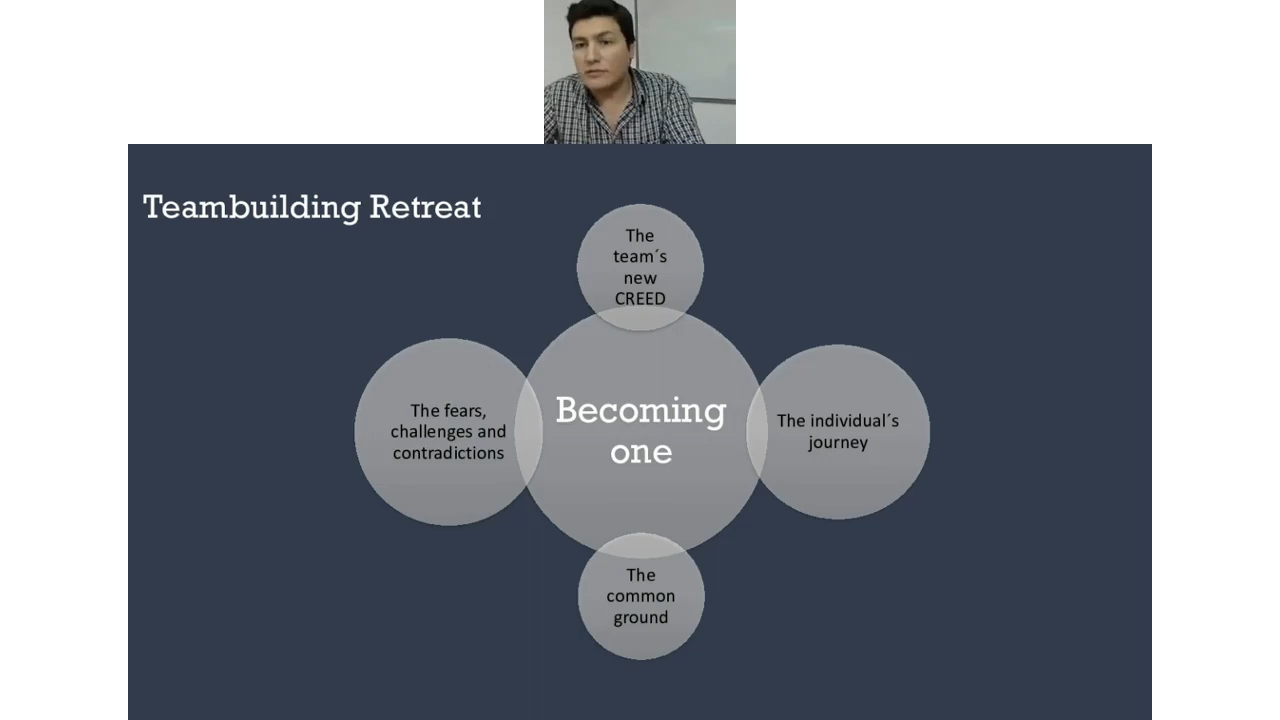 Teambuilding Retreat
The
team´s
new
CREED
The fears,
challenges and
contradictions
Becoming
one
The individual´s
journey
The
common
ground